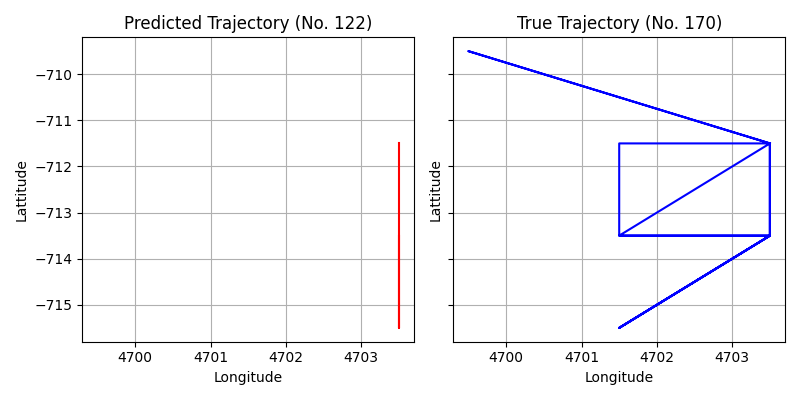 Predicted Trajectory (No. 122)
True Trajectory (No. 170)
−710
−711
−712
−713
−714
−715
Lattitude
Lattitude
4700 4701 4702 4703
4700 4701 4702 4703
Longitude
Longitude